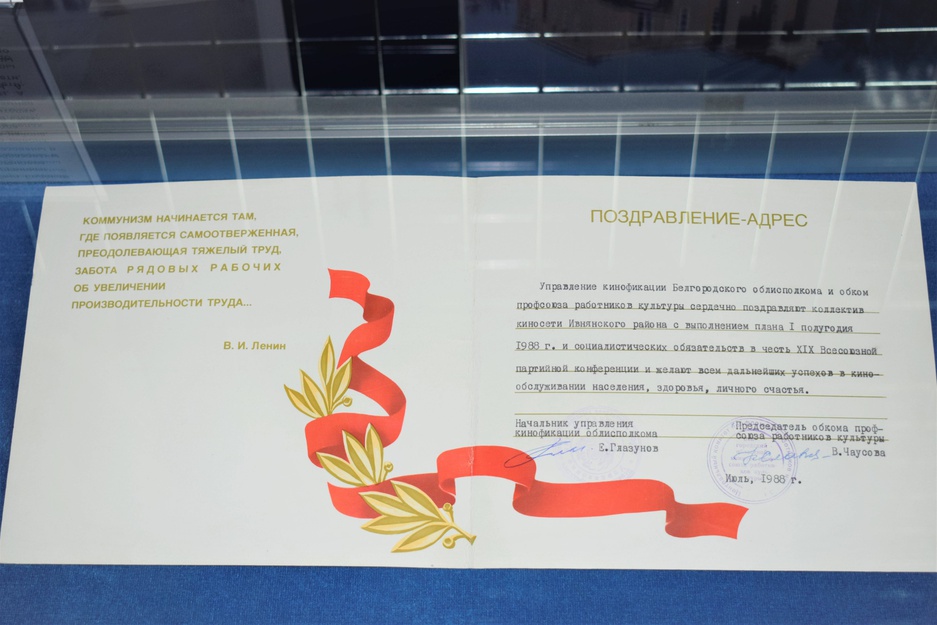 КОММУНИЗМ НАЧИНАЕТСЯ ТАМ,
ГДЕ ПОЯВЛЯЕТСЯ САМООТВЕРЖЕННАЯ,
ПРЕОДОЛЕВАЮЩАЯ ТЯЖЕЛЫЙ ТРУД,
ЗАБОТА РЯДОВЫХ РАБОЧИХ
ОБ УВЕЛИЧЕНИИ
ПРОИЗВОДИТЕЛЬНОСТИ ТРУДА...
В. И. Ленин
ПОЗДРАВЛЕНИЕ-АДРЕС
Управление кинофикации Белгородского облисполкома и обком
профсоюза работников культуры сердечно поздравляют коллектив
киносети Ивнянского района с выполнением плана I полугодия
1988 г. и социалистических обязательств в честь XIX Всесоюзной
партийной конференции и желают всем дальнейших успехов в кино-
обслуживании населения, здоровья, личного счастья.
Начальник управления
кинофикации облисполкома
Е.Глазунов
Председатель обкома проф-
союза работников культуры
В.Чаусова
Июль, 1988 г.